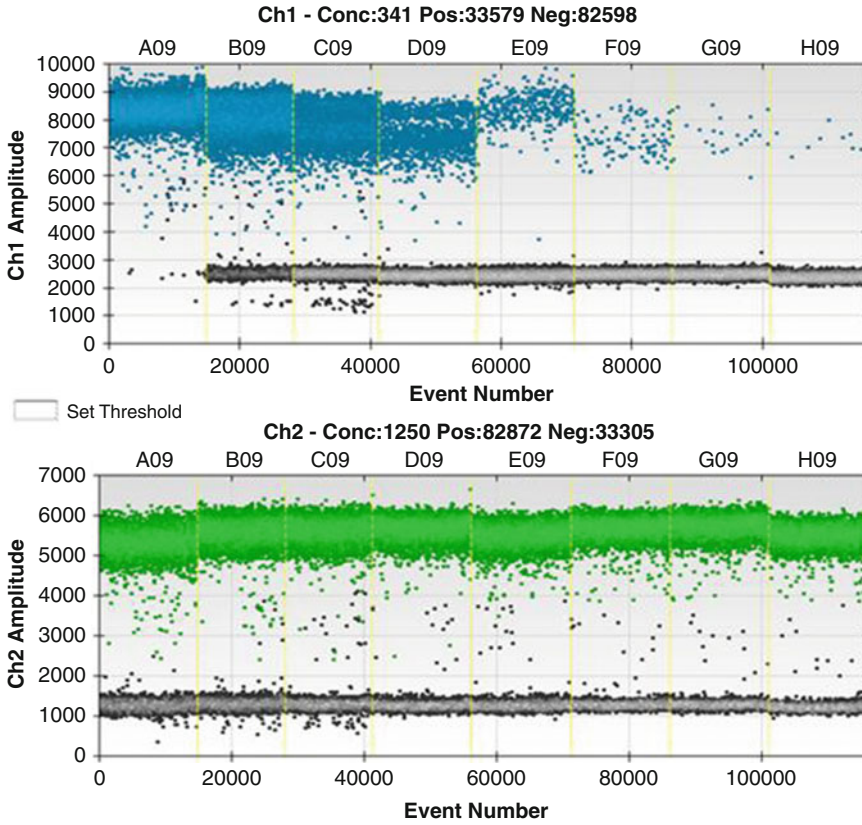 Ch1 - Conc:341 Pos:33579 Neg:82598
A09 B09 C09 D09 E09 F09 G09 H09
10000
9000
8000
7000
6000
5000
4000
3000
2000
1000
0
Ch1 Amplitude
0 20000 40000 60000 80000 100000
Event Number
Set Threshold
Ch2 - Conc:1250 Pos:82872 Neg:33305
A09 B09 C09 D09 E09 F09 G09 H09
7000
6000
5000
4000
3000
2000
1000
0
Ch2 Amplitude
0 20000 40000 60000 80000 100000
Event Number